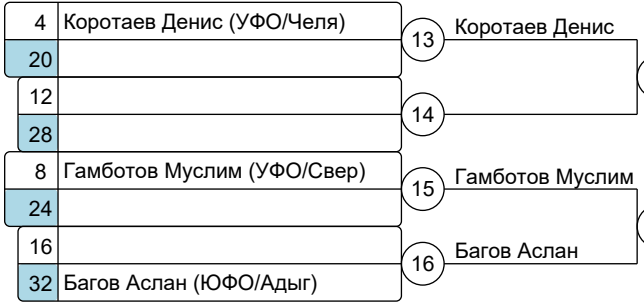 4 Коротаев Денис (УФО/Челя)
13 Коротаев Денис
20
12
14
28
8 Гамботов Муслим (УФО/Свер)
15 Гамботов Муслим
24
16
16 Багов Аслан
32 Багов Аслан (ЮФО/Адыг)